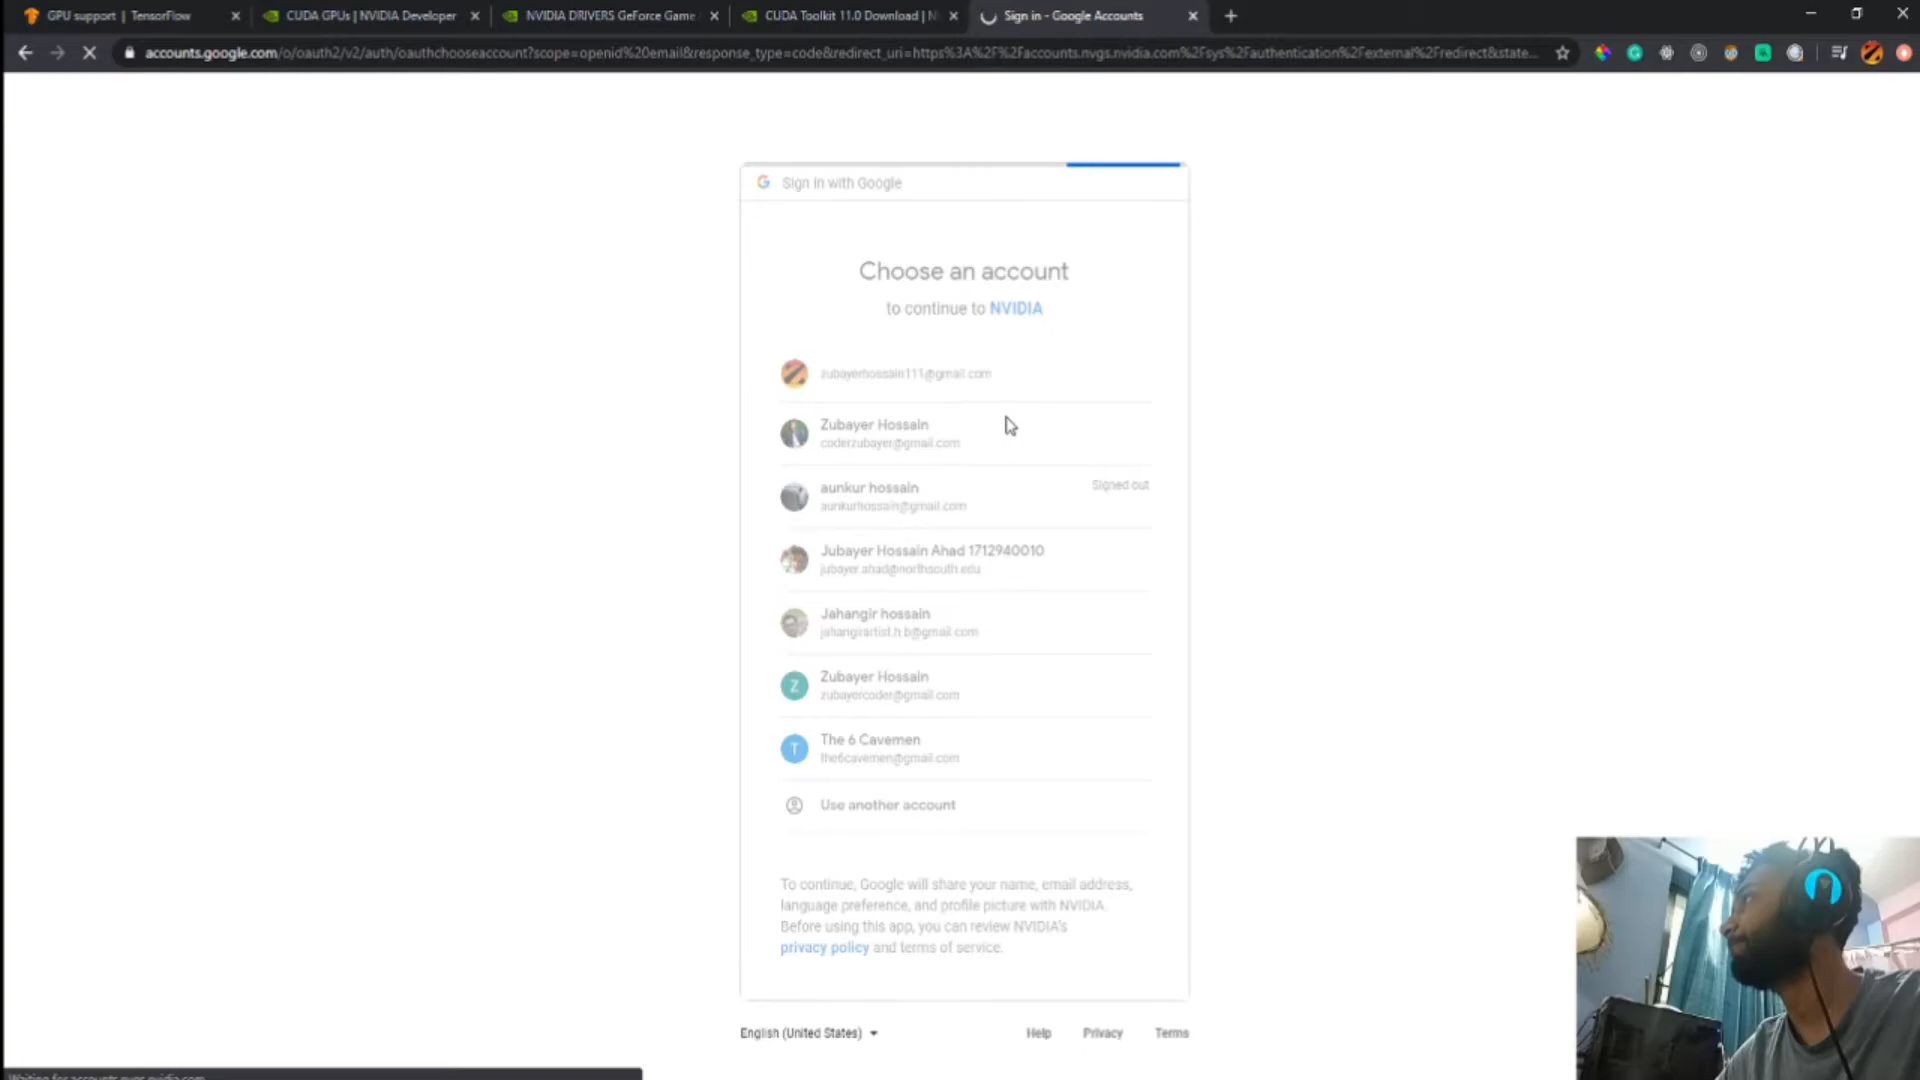 GPU support | TensorFlow
CUDA GPUs | NVIDIA Developer
NVIDIA DRIVERS GeForce Game
CUDA Toolkit 11.0 Download | N
Sign in - Google Accounts
accounts.google.com/o/oauth2/v2/auth/oauthchooseaccount?scope=openid%20email&response_type=code&redirect_uri=https%3A%2F%2Faccounts.nvgs.nvidia.com%2Fsys%2Fauthentication%2Fexternal%2Fredirect&state...
Sign in with Google
Choose an account
to continue to NVIDIA
zubayerhossain111@gmail.com
Zubayer Hossain
coderzubayer@gmail.com
aunkur hossain
Signed out
aunkurhossain@gmail.com
Jubayer Hossain Ahad 1712940010
jubayer.ahad@northsouth.edu
Jahangir hossain
jahangirartist.h.b@gmail.com
Z
Zubayer Hossain
zubayercoder@gmail.com
T
The 6 Cavemen
the6cavemen@gmail.com
Use another account
To continue, Google will share your name, email address,
language preference, and profile picture with NVIDIA.
Before using this app, you can review NVIDIA's
privacy policy and terms of service.
English (United States)
Help
Privacy
Terms